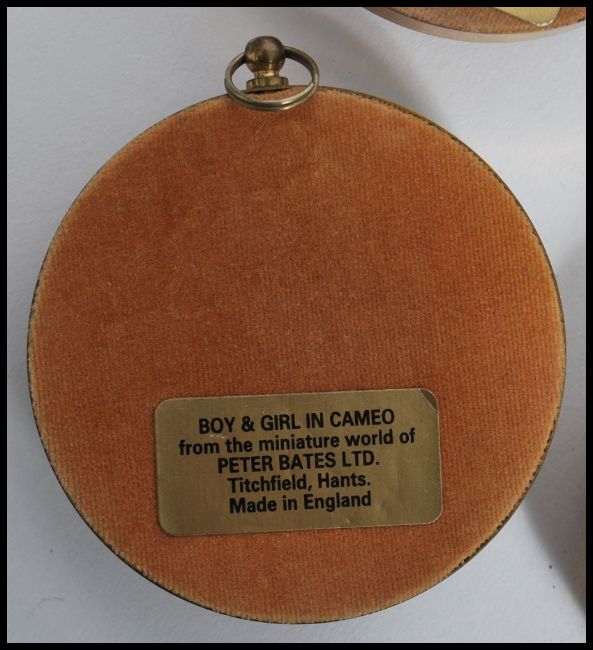 BOY & GIRL IN CAMEO
from the miniature world of
PETER BATES LTD.
Titchfield, Hants.
Made in England